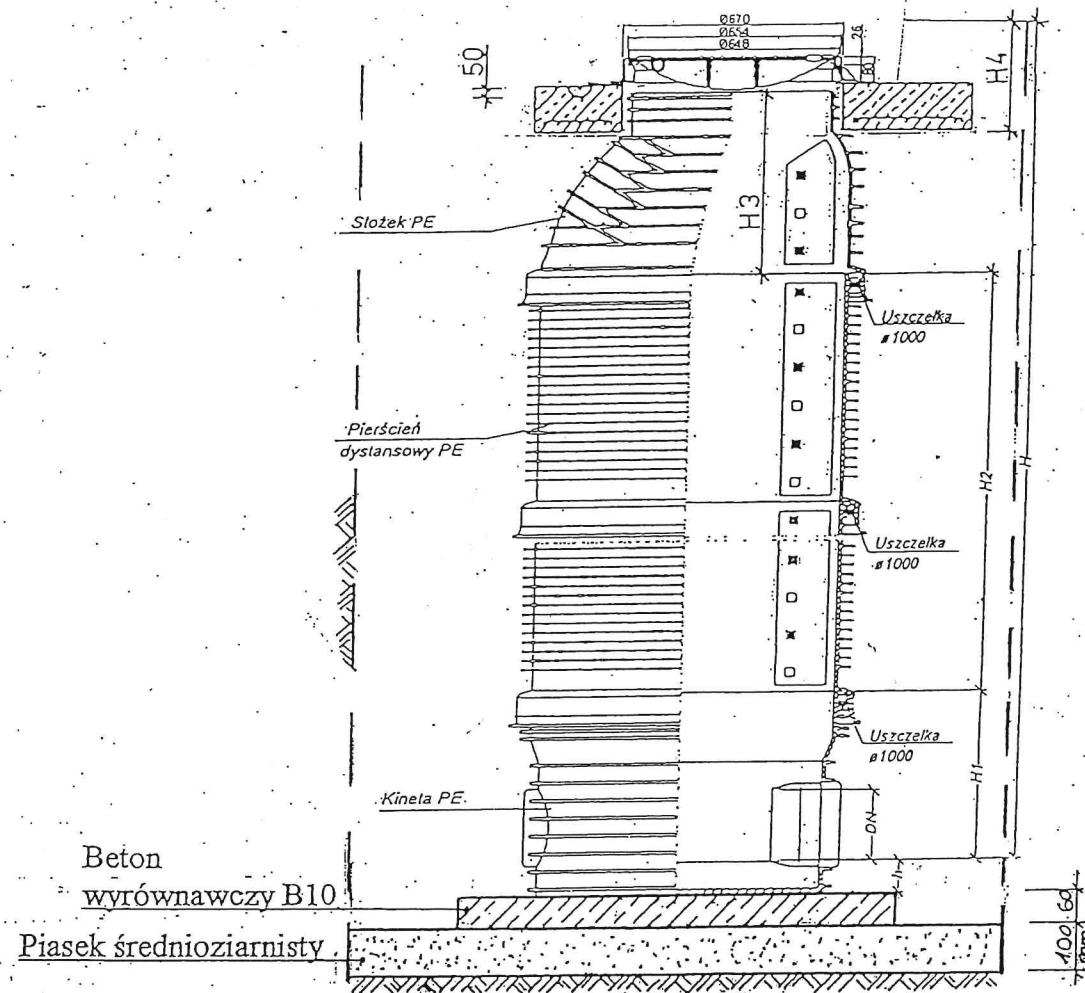 Ø670
Ø654
Ø648
26
50
H4
Stożek PE
H3
Uszczelka
ø1000
Pierścień
dystansowy PE
H2
H
Uszczelka
ø1000
Uszczelka
ø1000
H1
Kineta PE.
DN
h
Beton
wyrównawczy B10
60
Piasek średnioziarnisty
100